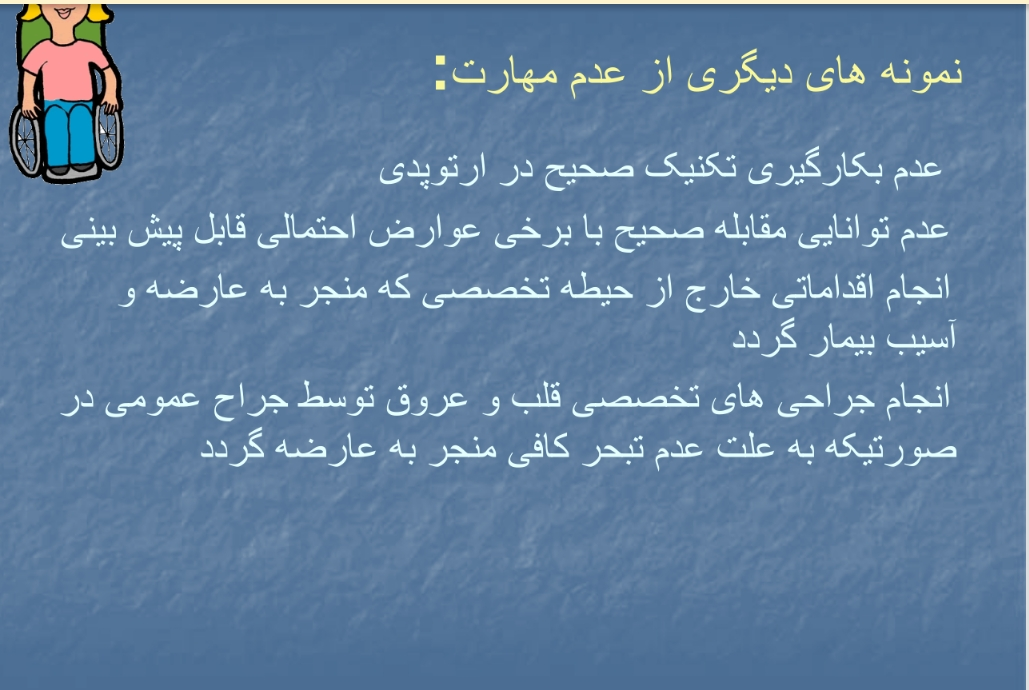 نمونه های دیگری از عدم مهارت:
عدم بکارگیری تکنیک صحیح در ارتوپدی
عدم توانایی مقابله صحیح با برخی عوارض احتمالی قابل پیش بینی
انجام اقداماتی خارج از حیطه تخصصی که منجر به عارضه و
آسیب بیمار گردد
انجام جراحی های تخصصی قلب و عروق توسط جراح عمومی در
صورتیکه به علت عدم تبحر کافی منجر به عارضه گردد